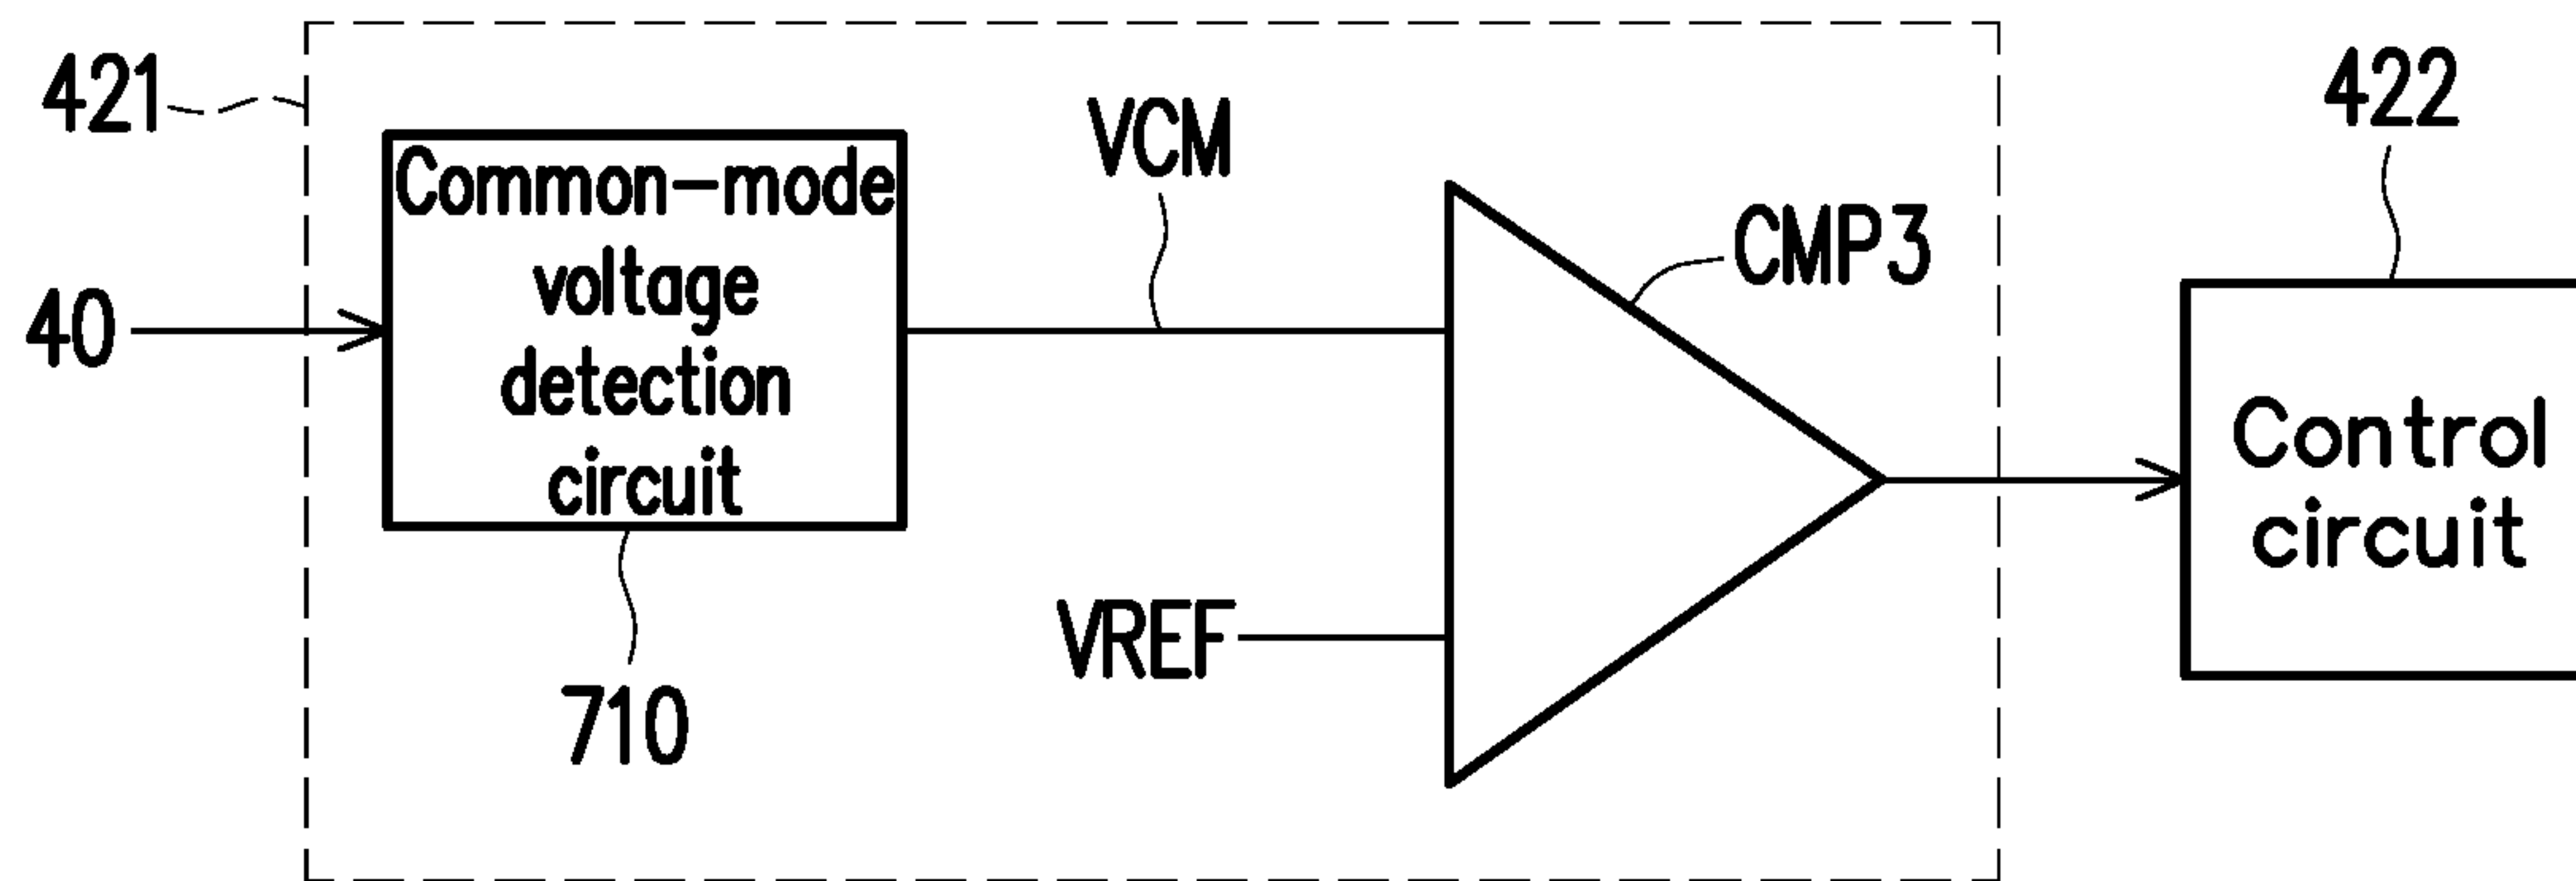 421
40
Common-mode
voltage
detection
circuit
710
VCM
VREF
CMP3
422
Control
circuit